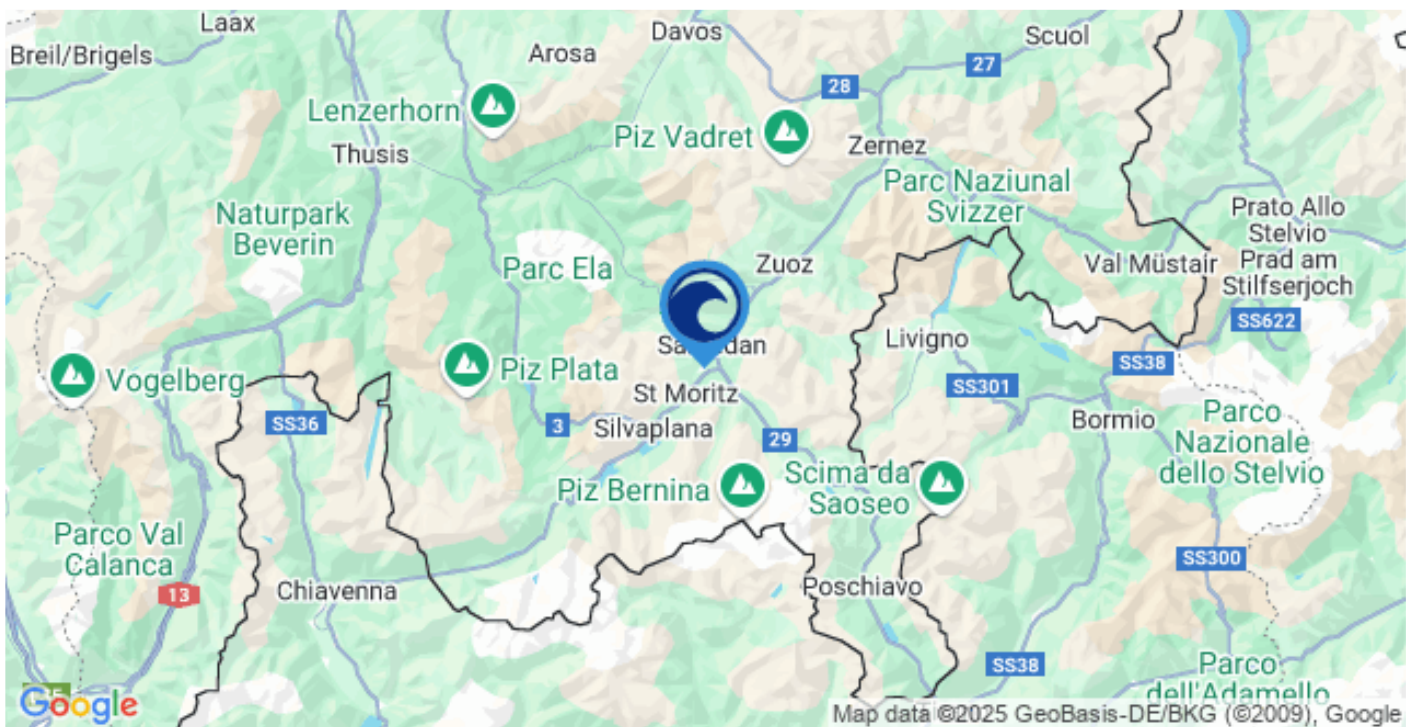 Laax
Davos
Scuol
Breil/Brigels
Arosa
27
28
Lenzerhorn
Piz Vadret
Thusis
Zernez
Parc Naziunal
Svizzer
Naturpark
Beverin
Prato Allo
Stelvio
Prad am
Stilfserjoch
Parc Ela
Zuoz
Val Müstair
SS622
Livigno
SS38
Vogelberg
Piz Plata
St Moritz
SS301
SS36
3
Silvaplana
29
Bormio
Parco
Nazionale
dello Stelvio
Piz Bernina
Scima da
Saoseo
Parco Val
Calanca
SS300
13
Chiavenna
Poschiavo
SS38
Parco
dell'Adamello
Google
Map data ©2025 GeoBasis-DE/BKG (©2009), Google